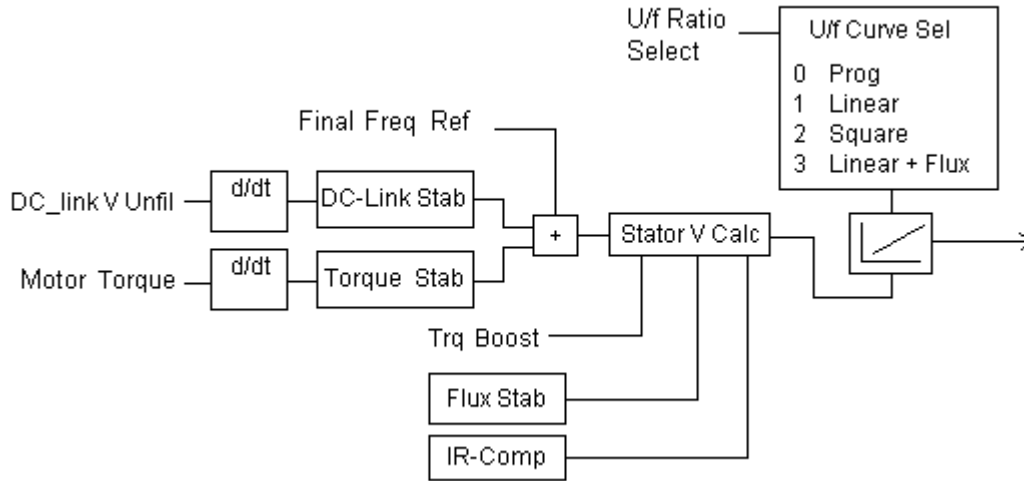 U/f Ratio
Select
U/f Curve Sel
0 Prog
1 Linear
2 Square
3 Linear + Flux
Final Freq Ref
d/dt
DC-Link Stab
DC_link V Unfil
+
Stator V Calc
d/dt
Torque Stab
Motor Torque
Trq Boost
Flux Stab
IR-Comp